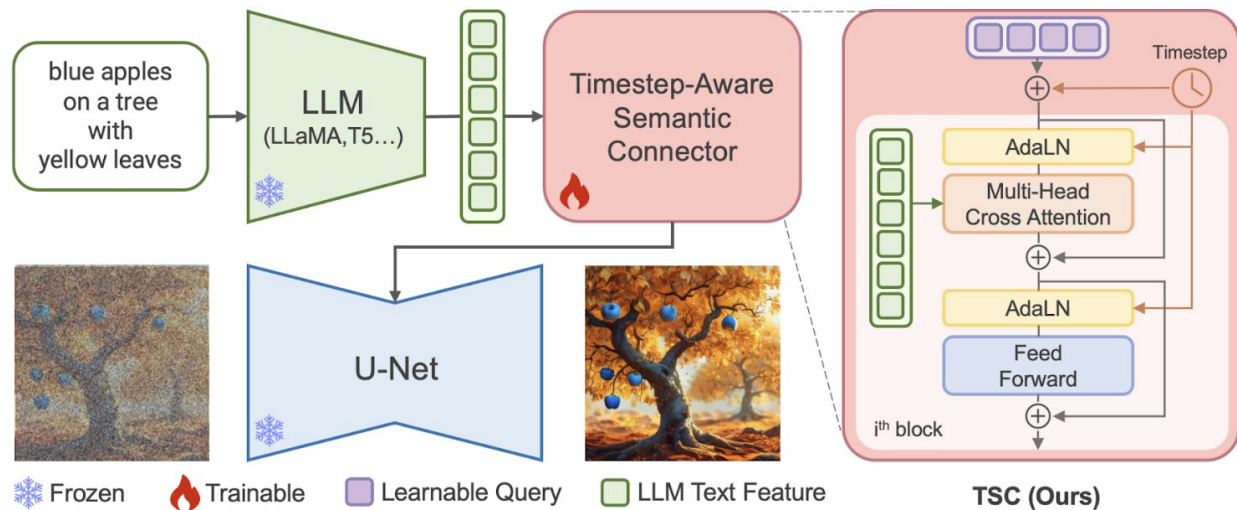 blue apples
on a tree
with
yellow leaves
LLM
(LLaMA,T5...)
Timestep-Aware
Semantic
Connector
U-Net
Timestep
AdaLN
Multi-Head
Cross Attention
AdaLN
Feed
Forward
ith block
Frozen
Trainable
Learnable Query
LLM Text Feature
TSC (Ours)